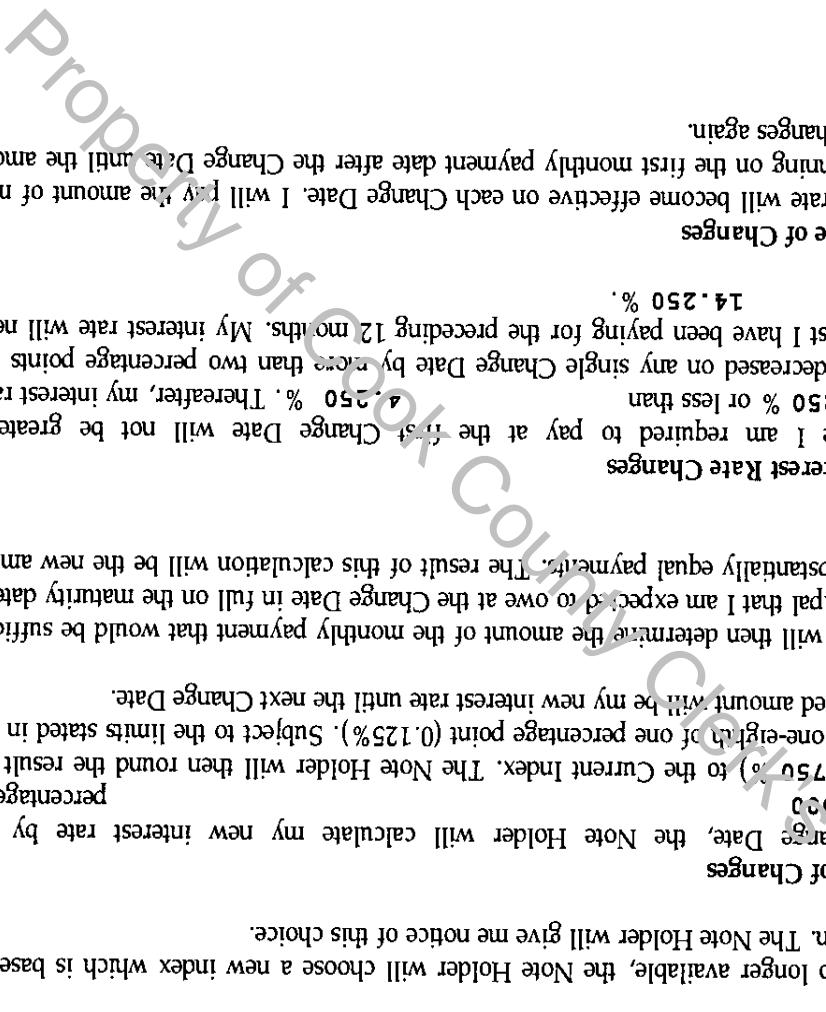 o longer available, the Note Holder will choose a new index which is base
n. The Note Holder will give me notice of this choice.
of Changes
ange Date, the Note Holder will calculate my new interest rate by
percentage
750 %) to the Current Index. The Note Holder will then round the result
one-eighth of one percentage point (0.125%). Subject to the limits stated in
ed amount will be my new interest rate until the next Change Date.
will then determine the amount of the monthly payment that would be suffic
pal that I am expected to owe at the Change Date in full on the maturity date
bstantially equal payments. The result of this calculation will be the new am
erest Rate Changes
e I am required to pay at the first Change Date will not be greate
250 % or less than 4.250 %. Thereafter, my interest ra
decreased on any single Change Date by more than two percentage points
st I have been paying for the preceding 12 months. My interest rate will ne
14.250 %.
e of Changes
rate will become effective on each Change Date. I will pay the amount of n
nning on the first monthly payment date after the Change Date until the amo
hanges again.
Property of Cook County Clerk's